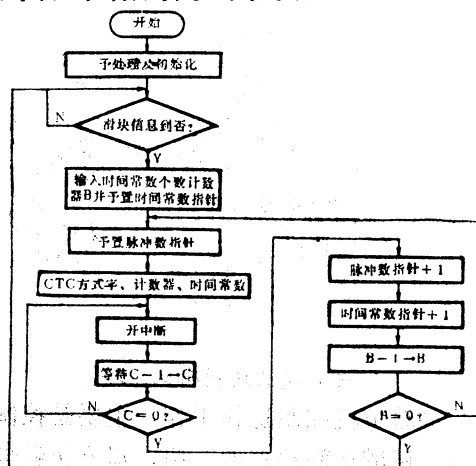 开始
予处理及初始化
滑块信息到否?
N
Y
输入时间常数个数计数
器B并予置时间常数指针
予置脉冲数指针
CTC方式字、计数器、时间常数
开中断
等待C-1→C
C=0?
N
Y
脉冲数指针+1
时间常数指针+1
B-1→B
B=0?
N
Y